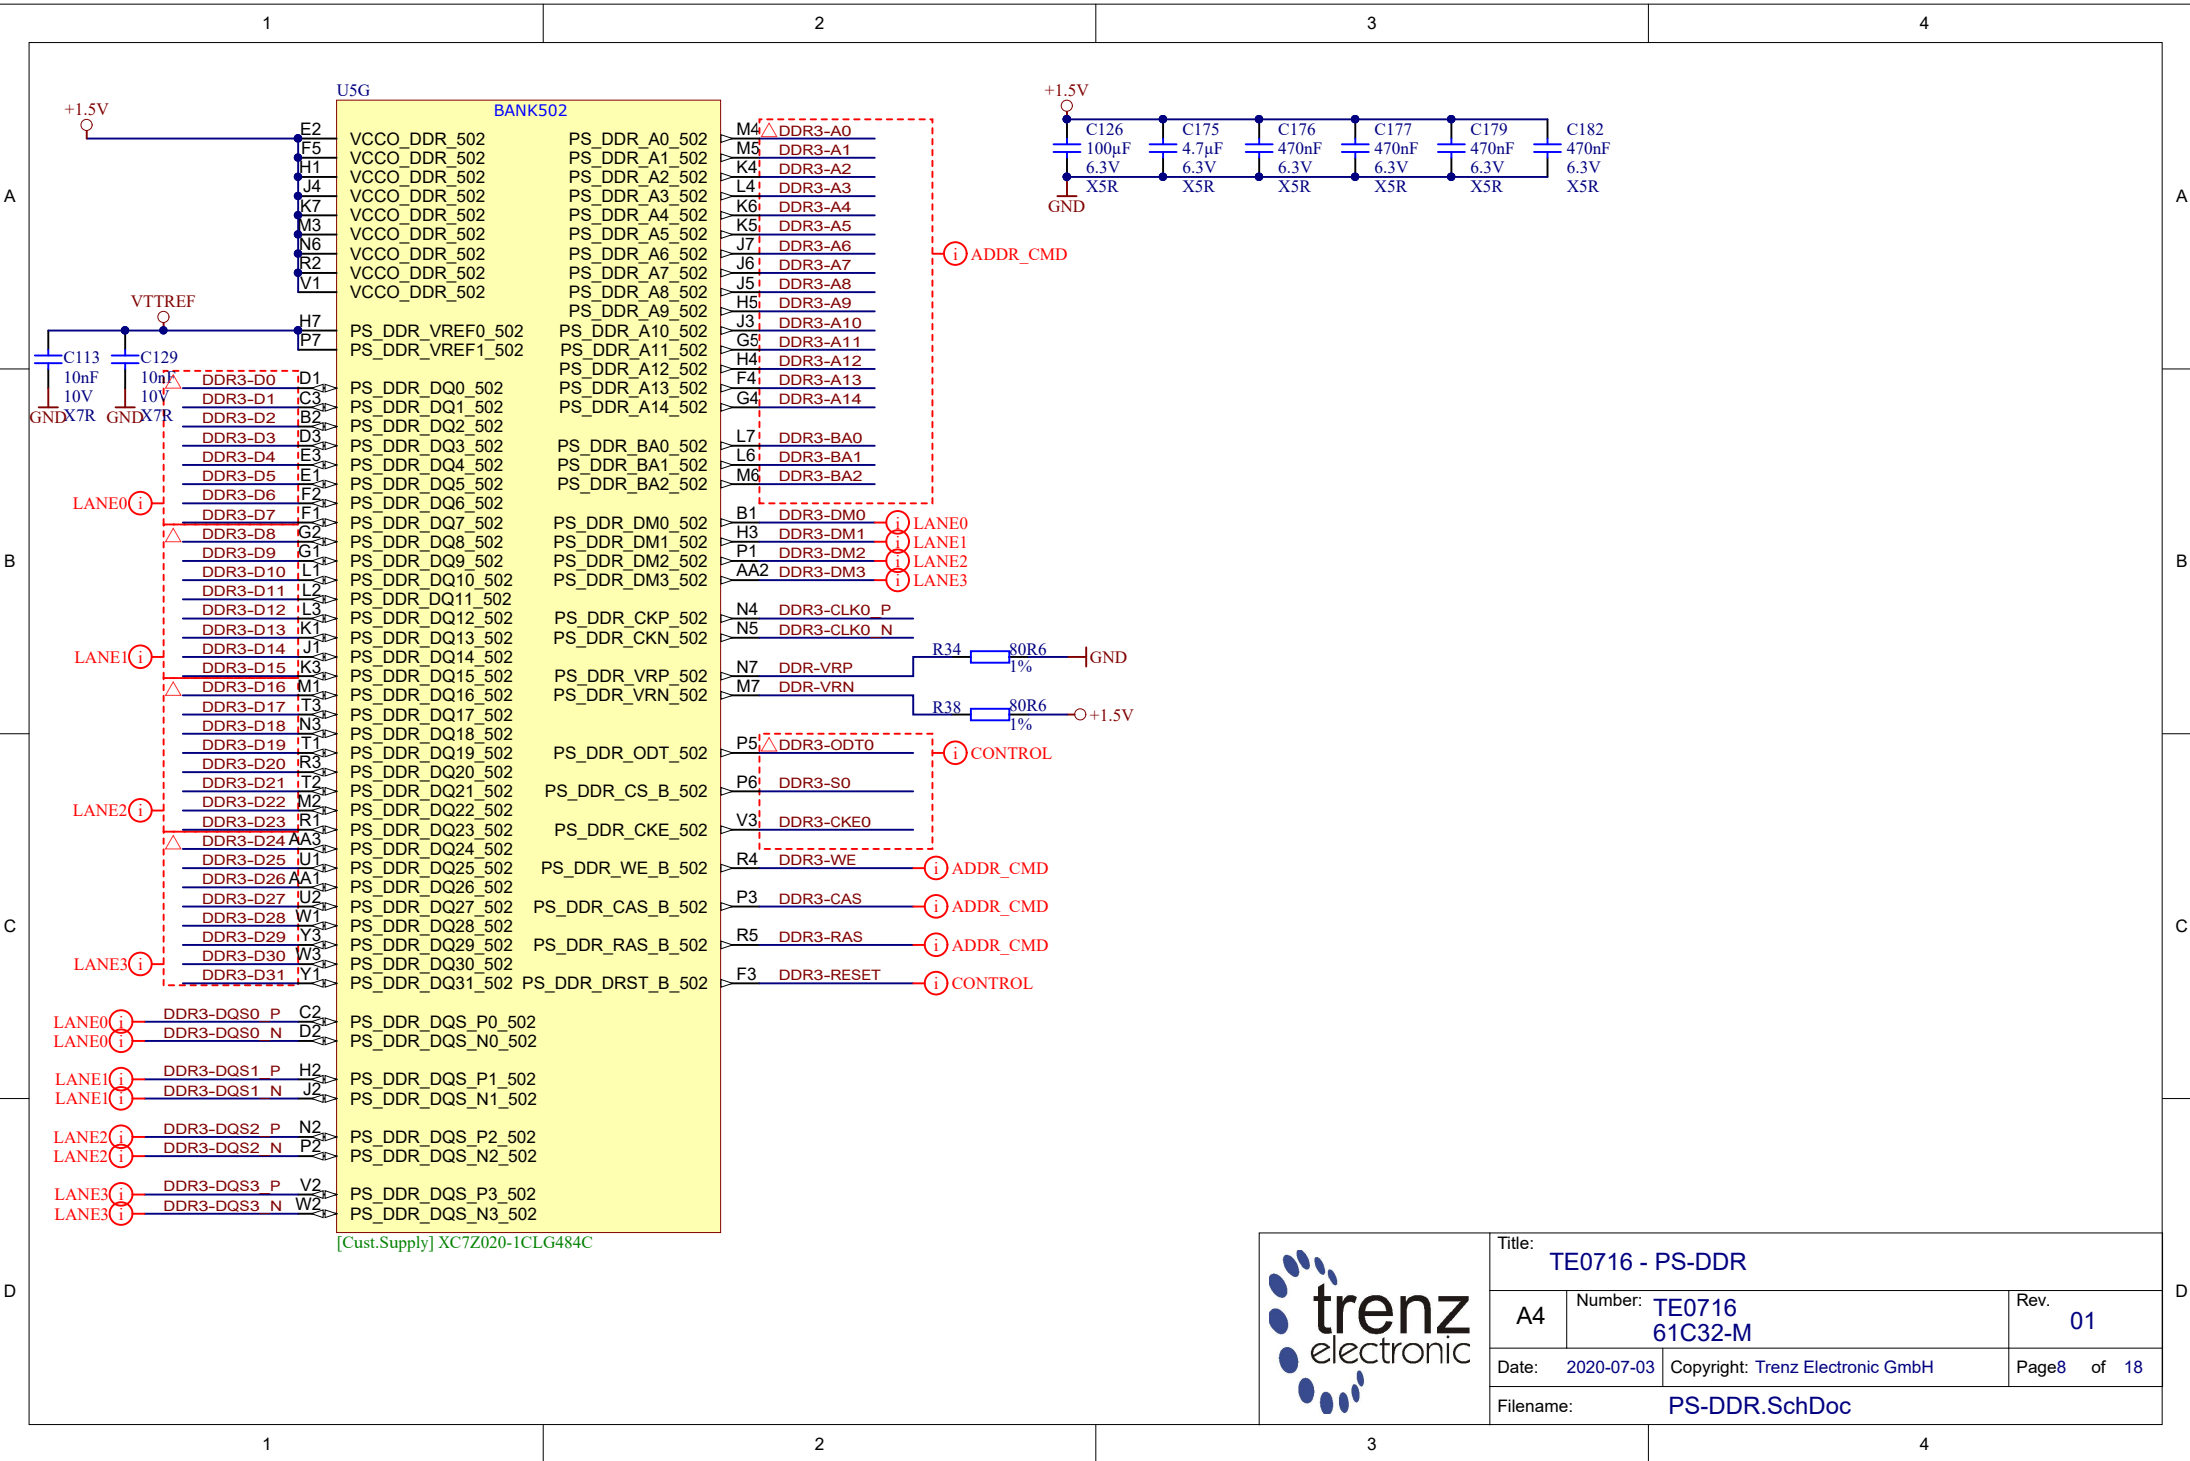 1 2 3 4
A A
B B
C C
D D
1 2 3 4
U5G
BANK502
+1.5V
E2 VCCO_DDR_502
F5 VCCO_DDR_502
H1 VCCO_DDR_502
J4 VCCO_DDR_502
K7 VCCO_DDR_502
M3 VCCO_DDR_502
N6 VCCO_DDR_502
R2 VCCO_DDR_502
V1 VCCO_DDR_502
VTTREF
H7 PS_DDR_VREF0_502
P7 PS_DDR_VREF1_502
C113 10nF 10V X7R GND
C129 10nF 10V X7R GND
DDR3-D0 D1 PS_DDR_DQ0_502
DDR3-D1 C3 PS_DDR_DQ1_502
DDR3-D2 B2 PS_DDR_DQ2_502
DDR3-D3 D3 PS_DDR_DQ3_502
DDR3-D4 E3 PS_DDR_DQ4_502
DDR3-D5 E1 PS_DDR_DQ5_502
LANE0 i DDR3-D6 F2 PS_DDR_DQ6_502
DDR3-D7 F1 PS_DDR_DQ7_502
DDR3-D8 G2 PS_DDR_DQ8_502
DDR3-D9 G1 PS_DDR_DQ9_502
DDR3-D10 L1 PS_DDR_DQ10_502
DDR3-D11 L2 PS_DDR_DQ11_502
DDR3-D12 L3 PS_DDR_DQ12_502
DDR3-D13 K1 PS_DDR_DQ13_502
LANE1 i DDR3-D14 J1 PS_DDR_DQ14_502
DDR3-D15 K3 PS_DDR_DQ15_502
DDR3-D16 M1 PS_DDR_DQ16_502
DDR3-D17 T3 PS_DDR_DQ17_502
DDR3-D18 N3 PS_DDR_DQ18_502
DDR3-D19 T1 PS_DDR_DQ19_502
DDR3-D20 R3 PS_DDR_DQ20_502
DDR3-D21 T2 PS_DDR_DQ21_502
LANE2 i DDR3-D22 M2 PS_DDR_DQ22_502
DDR3-D23 R1 PS_DDR_DQ23_502
DDR3-D24 AA3 PS_DDR_DQ24_502
DDR3-D25 U1 PS_DDR_DQ25_502
DDR3-D26 AA1 PS_DDR_DQ26_502
DDR3-D27 U2 PS_DDR_DQ27_502
DDR3-D28 W1 PS_DDR_DQ28_502
DDR3-D29 Y3 PS_DDR_DQ29_502
LANE3 i DDR3-D30 W3 PS_DDR_DQ30_502
DDR3-D31 Y1 PS_DDR_DQ31_502
LANE0 i DDR3-DQS0_P C2 PS_DDR_DQS_P0_502
LANE0 i DDR3-DQS0_N D2 PS_DDR_DQS_N0_502
LANE1 i DDR3-DQS1_P H2 PS_DDR_DQS_P1_502
LANE1 i DDR3-DQS1_N J2 PS_DDR_DQS_N1_502
LANE2 i DDR3-DQS2_P N2 PS_DDR_DQS_P2_502
LANE2 i DDR3-DQS2_N P2 PS_DDR_DQS_N2_502
LANE3 i DDR3-DQS3_P V2 PS_DDR_DQS_P3_502
LANE3 i DDR3-DQS3_N W2 PS_DDR_DQS_N3_502
[Cust.Supply] XC7Z020-1CLG484C
PS_DDR_A0_502 M4 DDR3-A0
PS_DDR_A1_502 M5 DDR3-A1
PS_DDR_A2_502 K4 DDR3-A2
PS_DDR_A3_502 L4 DDR3-A3
PS_DDR_A4_502 K6 DDR3-A4
PS_DDR_A5_502 K5 DDR3-A5
PS_DDR_A6_502 J7 DDR3-A6 i ADDR_CMD
PS_DDR_A7_502 J6 DDR3-A7
PS_DDR_A8_502 J5 DDR3-A8
PS_DDR_A9_502 H5 DDR3-A9
PS_DDR_A10_502 J3 DDR3-A10
PS_DDR_A11_502 G5 DDR3-A11
PS_DDR_A12_502 H4 DDR3-A12
PS_DDR_A13_502 F4 DDR3-A13
PS_DDR_A14_502 G4 DDR3-A14
PS_DDR_BA0_502 L7 DDR3-BA0
PS_DDR_BA1_502 L6 DDR3-BA1
PS_DDR_BA2_502 M6 DDR3-BA2
PS_DDR_DM0_502 B1 DDR3-DM0 i LANE0
PS_DDR_DM1_502 H3 DDR3-DM1 i LANE1
PS_DDR_DM2_502 P1 DDR3-DM2 i LANE2
PS_DDR_DM3_502 AA2 DDR3-DM3 i LANE3
PS_DDR_CKP_502 N4 DDR3-CLK0_P
PS_DDR_CKN_502 N5 DDR3-CLK0_N
PS_DDR_VRP_502 N7 DDR-VRP R34 80R6 1% GND
PS_DDR_VRN_502 M7 DDR-VRN R38 80R6 1% +1.5V
PS_DDR_ODT_502 P5 DDR3-ODT0 i CONTROL
PS_DDR_CS_B_502 P6 DDR3-S0
PS_DDR_CKE_502 V3 DDR3-CKE0
PS_DDR_WE_B_502 R4 DDR3-WE i ADDR_CMD
PS_DDR_CAS_B_502 P3 DDR3-CAS i ADDR_CMD
PS_DDR_RAS_B_502 R5 DDR3-RAS i ADDR_CMD
PS_DDR_DRST_B_502 F3 DDR3-RESET i CONTROL
+1.5V
C126 C175 C176 C177 C179 C182
100µF 4.7µF 470nF 470nF 470nF 470nF
6.3V 6.3V 6.3V 6.3V 6.3V 6.3V
X5R X5R X5R X5R X5R X5R
GND
trenz
electronic
Title:
TE0716 - PS-DDR
A4 Number: TE0716 Rev.
61C32-M 01
Date: 2020-07-03 Copyright: Trenz Electronic GmbH Page8 of 18
Filename: PS-DDR.SchDoc